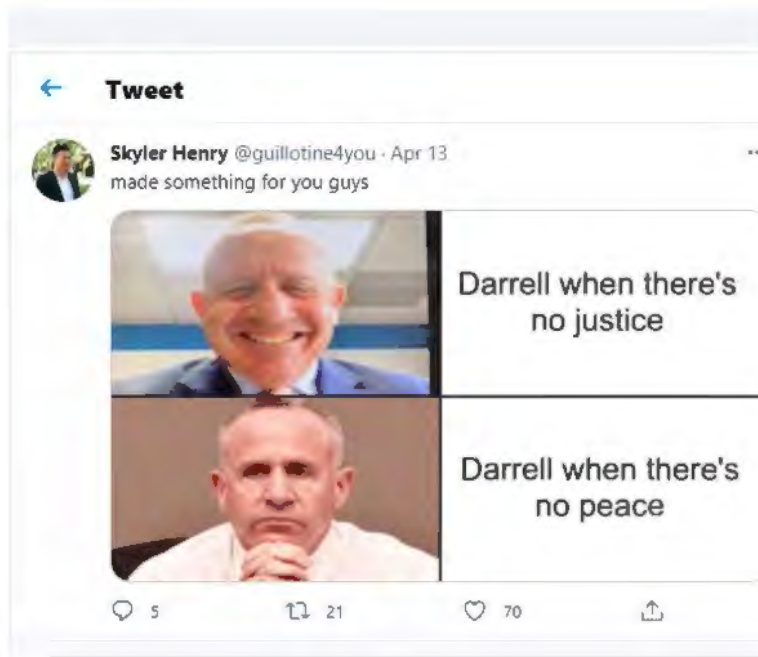 Tweet
Skyler Henry @guillotine4you · Apr 13
made something for you guys
Darrell when there's
no justice
Darrell when there's
no peace
5 21 70